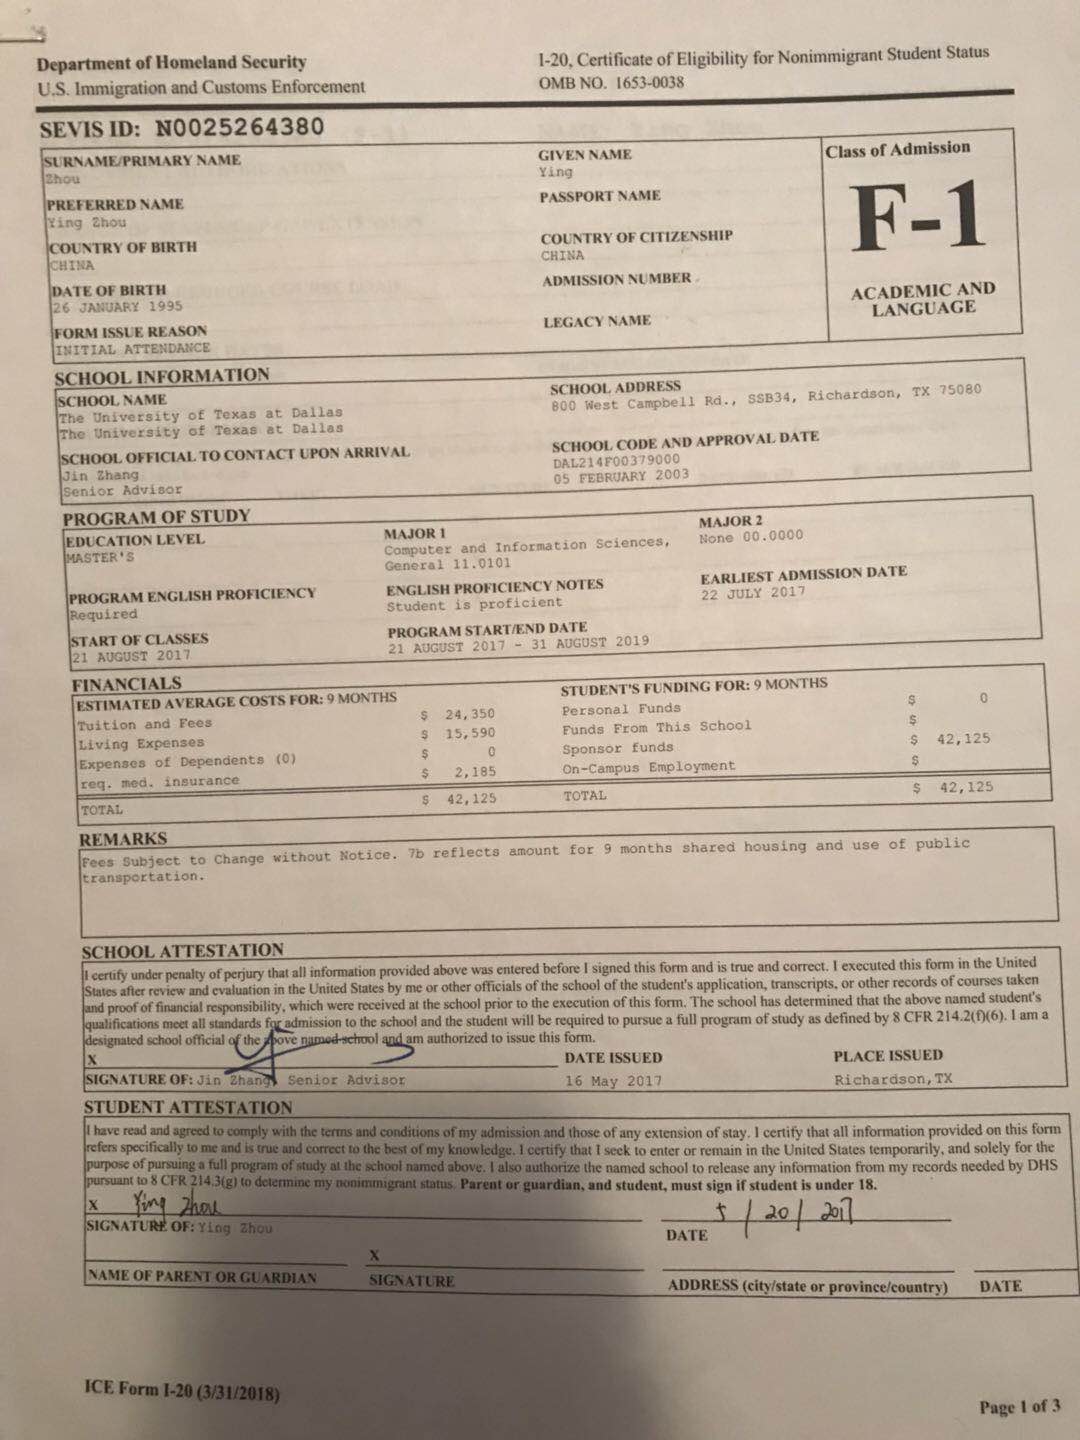 Department of Homeland Security
U.S. Immigration and Customs Enforcement
I-20, Certificate of Eligibility for Nonimmigrant Student Status
OMB NO. 1653-0038
SEVIS ID: N0025264380
SURNAME/PRIMARY NAME
Zhou
GIVEN NAME
Ying
Class of Admission
PREFERRED NAME
Ying Zhou
PASSPORT NAME
F-1
COUNTRY OF BIRTH
CHINA
COUNTRY OF CITIZENSHIP
CHINA
DATE OF BIRTH
26 JANUARY 1995
ADMISSION NUMBER
ACADEMIC AND
LANGUAGE
FORM ISSUE REASON
INITIAL ATTENDANCE
LEGACY NAME
SCHOOL INFORMATION
SCHOOL NAME
The University of Texas at Dallas
The University of Texas at Dallas
SCHOOL ADDRESS
800 West Campbell Rd., SSB34, Richardson, TX 75080
SCHOOL OFFICIAL TO CONTACT UPON ARRIVAL
Jin Zhang
Senior Advisor
SCHOOL CODE AND APPROVAL DATE
DAL214F00379000
05 FEBRUARY 2003
PROGRAM OF STUDY
EDUCATION LEVEL
MASTER'S
MAJOR 1
Computer and Information Sciences,
General 11.0101
MAJOR 2
None 00.0000
PROGRAM ENGLISH PROFICIENCY
Required
ENGLISH PROFICIENCY NOTES
Student is proficient
EARLIEST ADMISSION DATE
22 JULY 2017
START OF CLASSES
21 AUGUST 2017
PROGRAM START/END DATE
21 AUGUST 2017 - 31 AUGUST 2019
FINANCIALS
ESTIMATED AVERAGE COSTS FOR: 9 MONTHS
Tuition and Fees $ 24,350
Living Expenses $ 15,590
Expenses of Dependents (0) $ 0
req. med. insurance $ 2,185
TOTAL $ 42,125
STUDENT'S FUNDING FOR: 9 MONTHS
Personal Funds $ 0
Funds From This School $
Sponsor funds $ 42,125
On-Campus Employment $
TOTAL $ 42,125
REMARKS
Fees Subject to Change without Notice. 7b reflects amount for 9 months shared housing and use of public
transportation.
SCHOOL ATTESTATION
I certify under penalty of perjury that all information provided above was entered before I signed this form and is true and correct. I executed this form in the United
States after review and evaluation in the United States by me or other officials of the school of the student's application, transcripts, or other records of courses taken
and proof of financial responsibility, which were received at the school prior to the execution of this form. The school has determined that the above named student's
qualifications meet all standards for admission to the school and the student will be required to pursue a full program of study as defined by 8 CFR 214.2(f)(6). I am a
designated school official of the above named school and am authorized to issue this form.
X
SIGNATURE OF: Jin Zhang, Senior Advisor
DATE ISSUED
16 May 2017
PLACE ISSUED
Richardson,TX
STUDENT ATTESTATION
I have read and agreed to comply with the terms and conditions of my admission and those of any extension of stay. I certify that all information provided on this form
refers specifically to me and is true and correct to the best of my knowledge. I certify that I seek to enter or remain in the United States temporarily, and solely for the
purpose of pursuing a full program of study at the school named above. I also authorize the named school to release any information from my records needed by DHS
pursuant to 8 CFR 214.3(g) to determine my nonimmigrant status. Parent or guardian, and student, must sign if student is under 18.
X Ying Zhou
SIGNATURE OF: Ying Zhou
5/20/2017
DATE
X
NAME OF PARENT OR GUARDIAN
SIGNATURE
ADDRESS (city/state or province/country)
DATE
ICE Form I-20 (3/31/2018)
Page 1 of 3